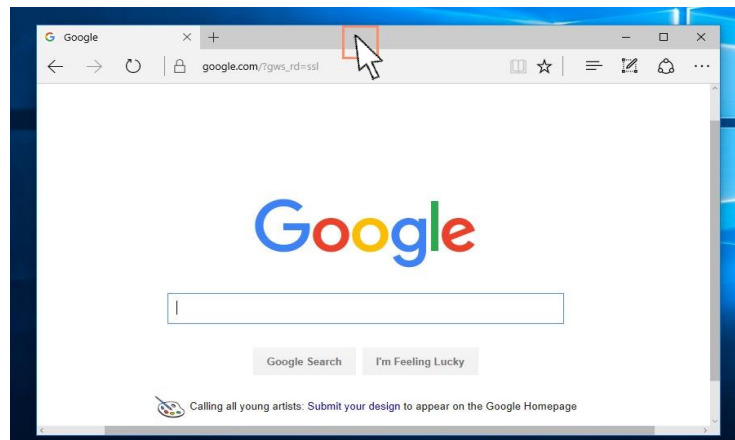 Google
google.com/?gws_rd=ssl
Google
Google Search I'm Feeling Lucky
Calling all young artists: Submit your design to appear on the Google Homepage